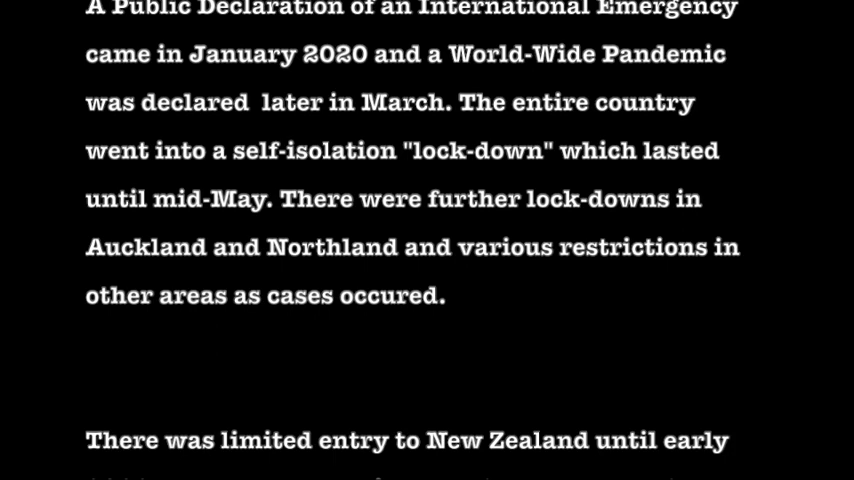 A Public Declaration of an International Emergency
came in January 2020 and a World-Wide Pandemic
was declared  later in March. The entire country
went into a self-isolation "lock-down" which lasted
until mid-May. There were further lock-downs in
Auckland and Northland and various restrictions in
other areas as cases occured.
There was limited entry to New Zealand until early